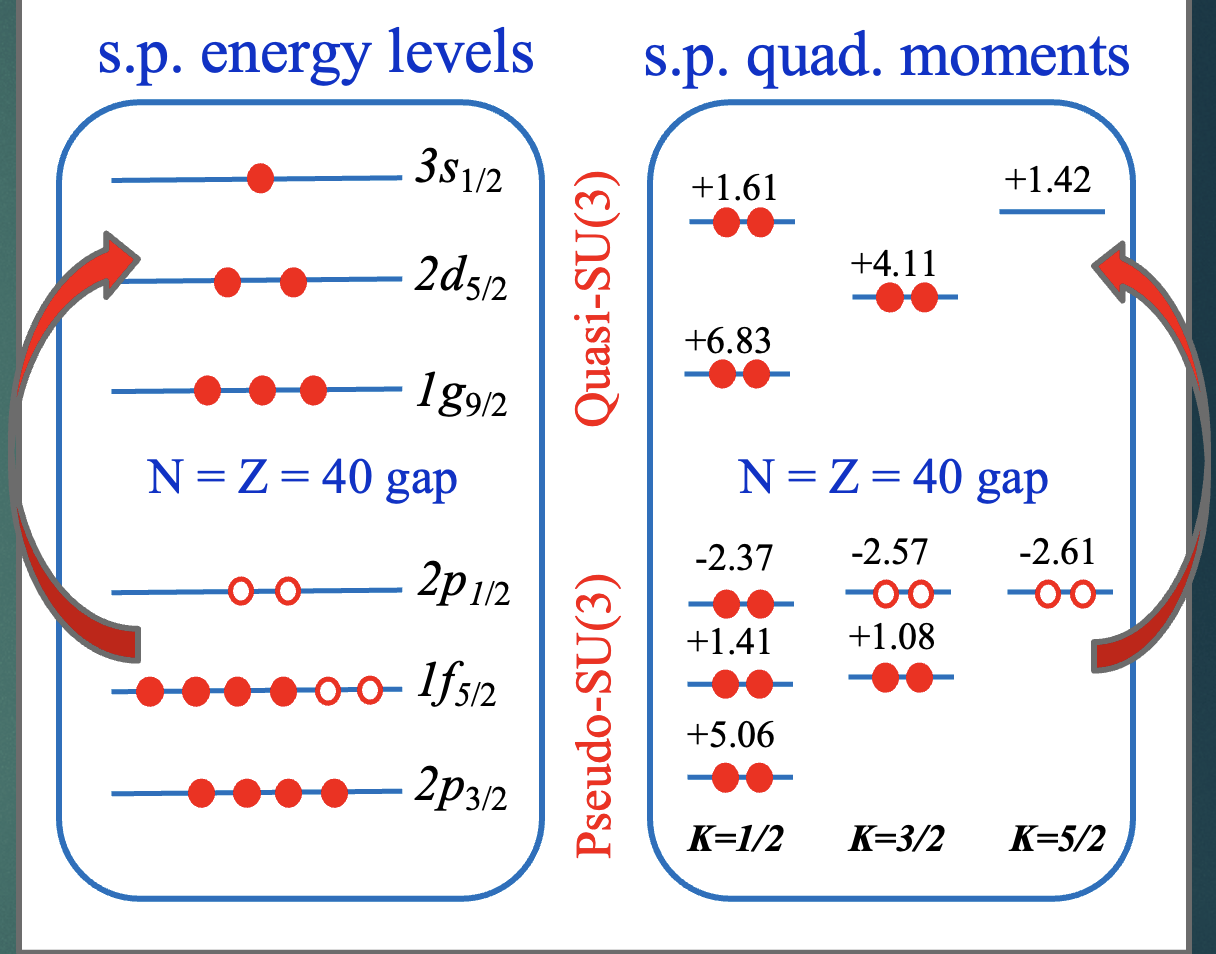 s.p. energy levels
3s1/2
2d5/2
1g9/2
N = Z = 40 gap
2p1/2
1f5/2
2p3/2
Quasi-SU(3)
Pseudo-SU(3)
s.p. quad. moments
+1.61
+1.42
+4.11
+6.83
N = Z = 40 gap
-2.37
-2.57
-2.61
+1.41
+1.08
+5.06
K=1/2
K=3/2
K=5/2